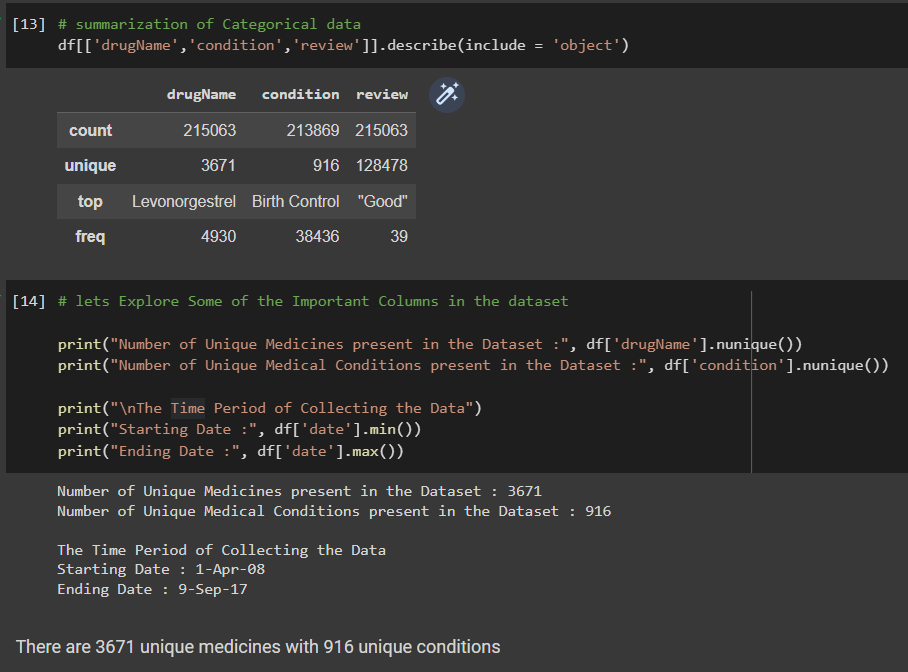 [13] # summarization of Categorical data
df[['drugName','condition','review']].describe(include = 'object')
drugName condition review
count 215063 213869 215063
unique 3671 916 128478
top Levonorgestrel Birth Control "Good"
freq 4930 38436 39
[14] # lets Explore Some of the Important Columns in the dataset
print("Number of Unique Medicines present in the Dataset :", df['drugName'].nunique())
print("Number of Unique Medical Conditions present in the Dataset :", df['condition'].nunique())
print("\nThe Time Period of Collecting the Data")
print("Starting Date :", df['date'].min())
print("Ending Date :", df['date'].max())
Number of Unique Medicines present in the Dataset : 3671
Number of Unique Medical Conditions present in the Dataset : 916
The Time Period of Collecting the Data
Starting Date : 1-Apr-08
Ending Date : 9-Sep-17
There are 3671 unique medicines with 916 unique conditions